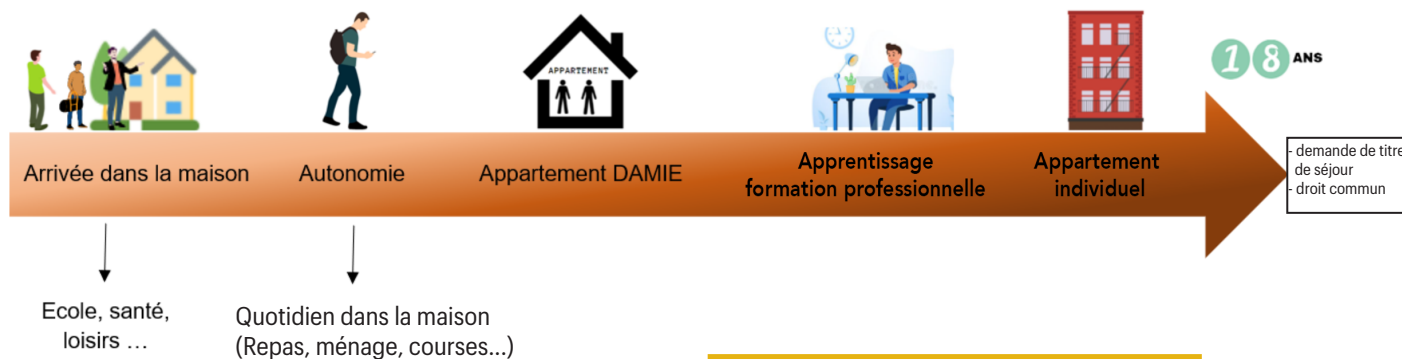 APPARTEMENT
18 ANS
Arrivée dans la maison
Autonomie
Appartement DAMIE
Apprentissage
formation professionnelle
Appartement
individuel
- demande de titre
de séjour
- droit commun
Ecole, santé,
loisirs ...
Quotidien dans la maison
(Repas, ménage, courses...)